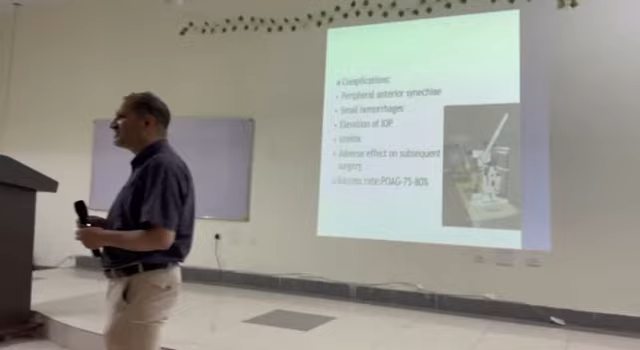 Complications:
• Peripheral anterior synechiae
• Small hemorrhages
• Elevation of IOP
• Uveitis
• Adverse effect on subsequent
surgery
Success rate:POAG-75-80%